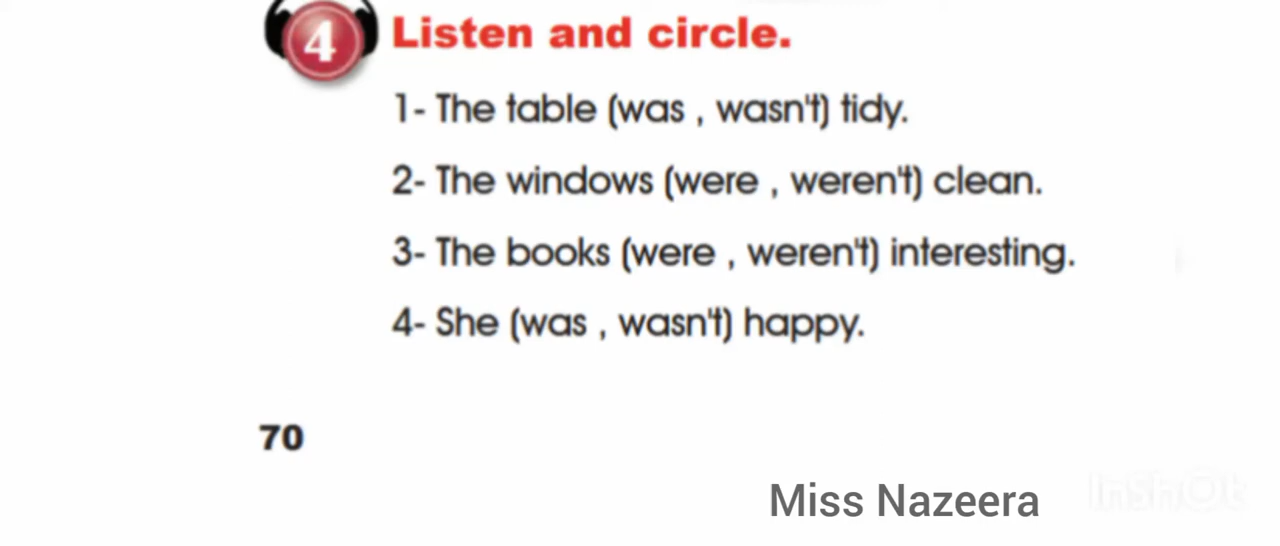 4 Listen and circle.
1- The table (was , wasn't) tidy.
2- The windows (were , weren't) clean.
3- The books (were , weren't) interesting.
4- She (was , wasn't) happy.
70
Miss Nazeera
InShOt